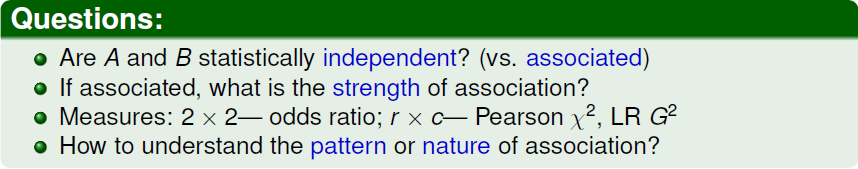 Questions:
Are A and B statistically independent? (vs. associated)
If associated, what is the strength of association?
Measures: 2 × 2— odds ratio; r × c— Pearson χ², LR G²
How to understand the pattern or nature of association?